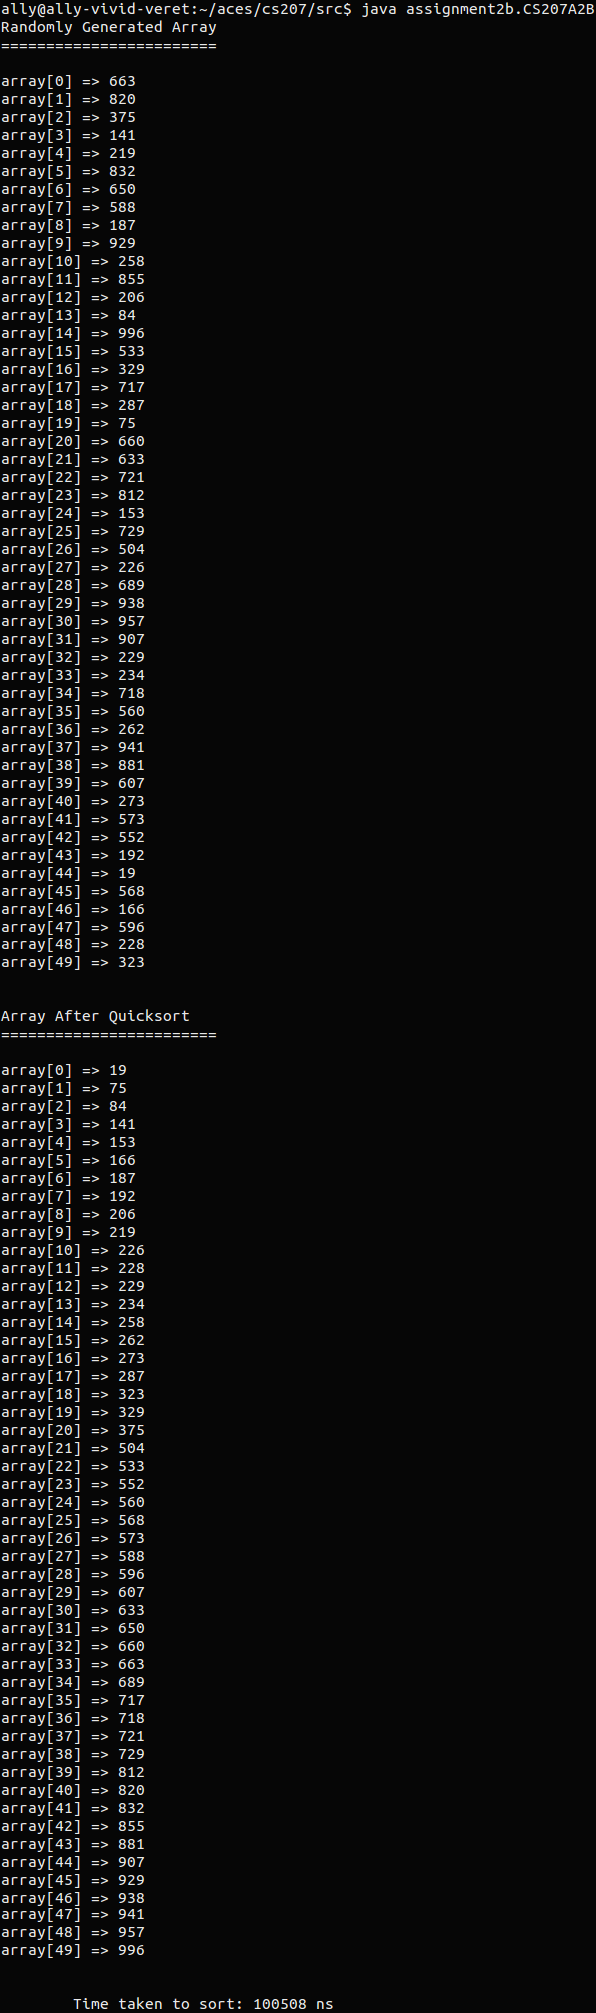 ally@ally-vivid-veret:~/aces/cs207/src$ java assignment2b.CS207A2B
Randomly Generated Array
========================
array[0] => 663
array[1] => 820
array[2] => 375
array[3] => 141
array[4] => 219
array[5] => 832
array[6] => 650
array[7] => 588
array[8] => 187
array[9] => 929
array[10] => 258
array[11] => 855
array[12] => 206
array[13] => 84
array[14] => 996
array[15] => 533
array[16] => 329
array[17] => 717
array[18] => 287
array[19] => 75
array[20] => 660
array[21] => 633
array[22] => 721
array[23] => 812
array[24] => 153
array[25] => 729
array[26] => 504
array[27] => 226
array[28] => 689
array[29] => 938
array[30] => 957
array[31] => 907
array[32] => 229
array[33] => 234
array[34] => 718
array[35] => 560
array[36] => 262
array[37] => 941
array[38] => 881
array[39] => 607
array[40] => 273
array[41] => 573
array[42] => 552
array[43] => 192
array[44] => 19
array[45] => 568
array[46] => 166
array[47] => 596
array[48] => 228
array[49] => 323
Array After Quicksort
========================
array[0] => 19
array[1] => 75
array[2] => 84
array[3] => 141
array[4] => 153
array[5] => 166
array[6] => 187
array[7] => 192
array[8] => 206
array[9] => 219
array[10] => 226
array[11] => 228
array[12] => 229
array[13] => 234
array[14] => 258
array[15] => 262
array[16] => 273
array[17] => 287
array[18] => 323
array[19] => 329
array[20] => 375
array[21] => 504
array[22] => 533
array[23] => 552
array[24] => 560
array[25] => 568
array[26] => 573
array[27] => 588
array[28] => 596
array[29] => 607
array[30] => 633
array[31] => 650
array[32] => 660
array[33] => 663
array[34] => 689
array[35] => 717
array[36] => 718
array[37] => 721
array[38] => 729
array[39] => 812
array[40] => 820
array[41] => 832
array[42] => 855
array[43] => 881
array[44] => 907
array[45] => 929
array[46] => 938
array[47] => 941
array[48] => 957
array[49] => 996
Time taken to sort: 100508 ns